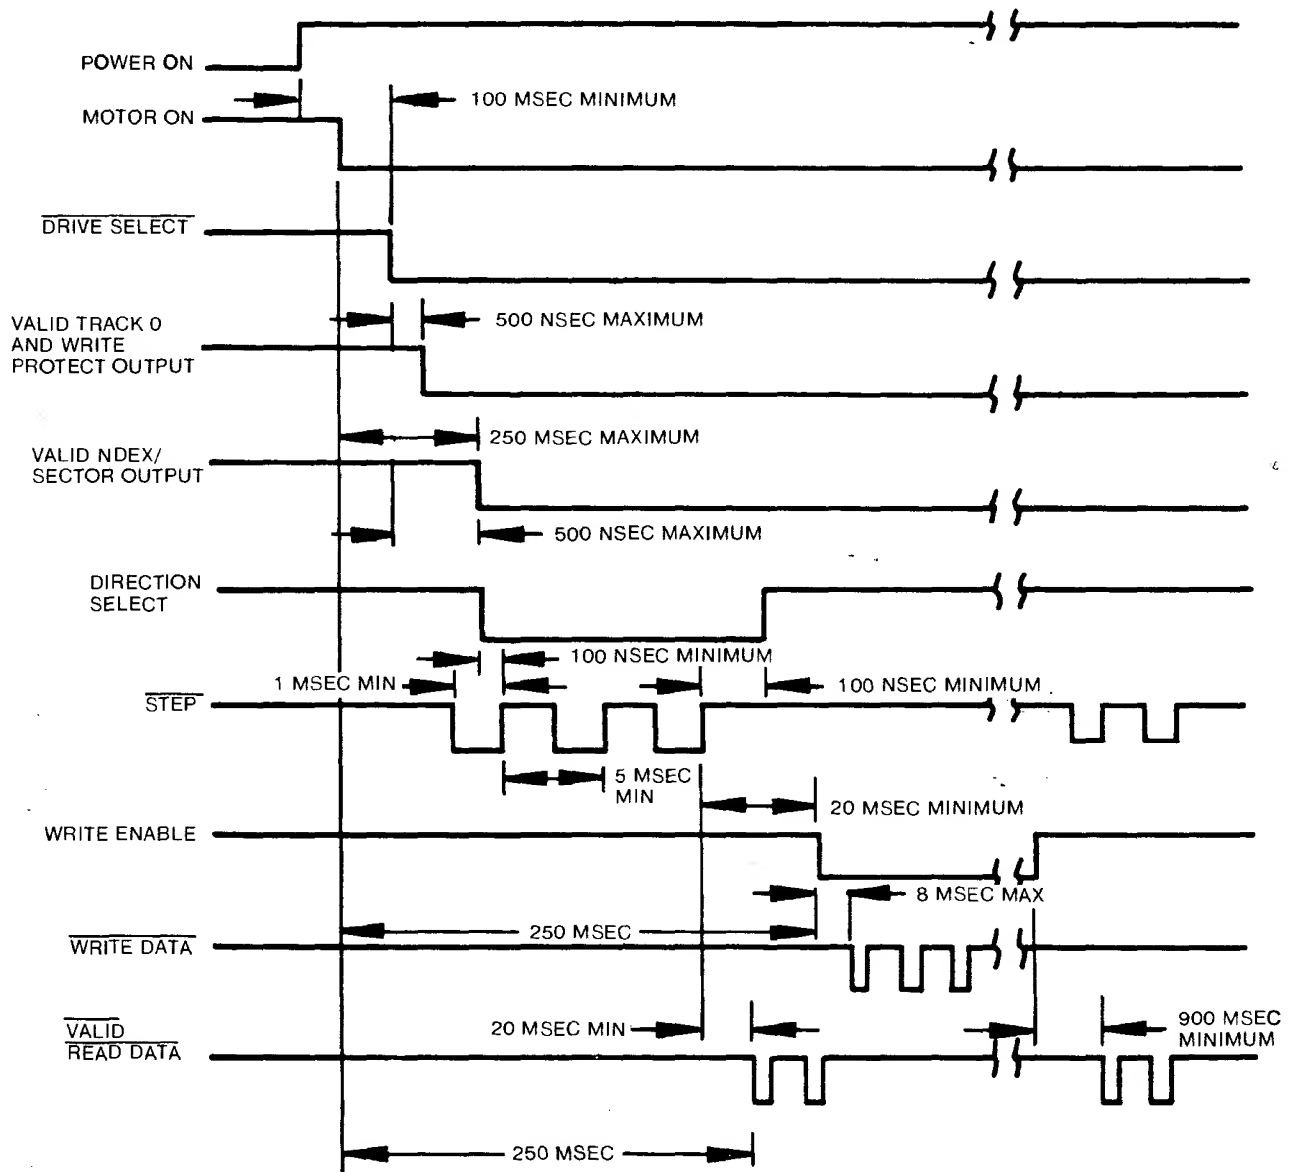 POWER ON
100 MSEC MINIMUM
MOTOR ON
DRIVE SELECT
500 NSEC MAXIMUM
VALID TRACK 0
AND WRITE
PROTECT OUTPUT
250 MSEC MAXIMUM
VALID NDEX/
SECTOR OUTPUT
500 NSEC MAXIMUM
DIRECTION
SELECT
100 NSEC MINIMUM
1 MSEC MIN
100 NSEC MINIMUM
STEP
5 MSEC
MIN
20 MSEC MINIMUM
WRITE ENABLE
8 MSEC MAX
250 MSEC
WRITE DATA
20 MSEC MIN
900 MSEC
MINIMUM
VALID
READ DATA
250 MSEC